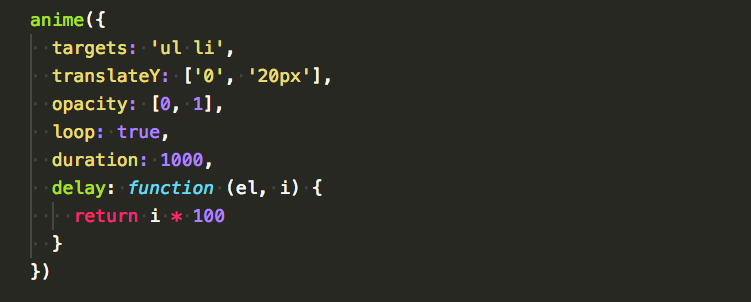 anime({
  targets: 'ul li',
  translateY: ['0', '20px'],
  opacity: [0, 1],
  loop: true,
  duration: 1000,
  delay: function (el, i) {
    return i * 100
  }
})